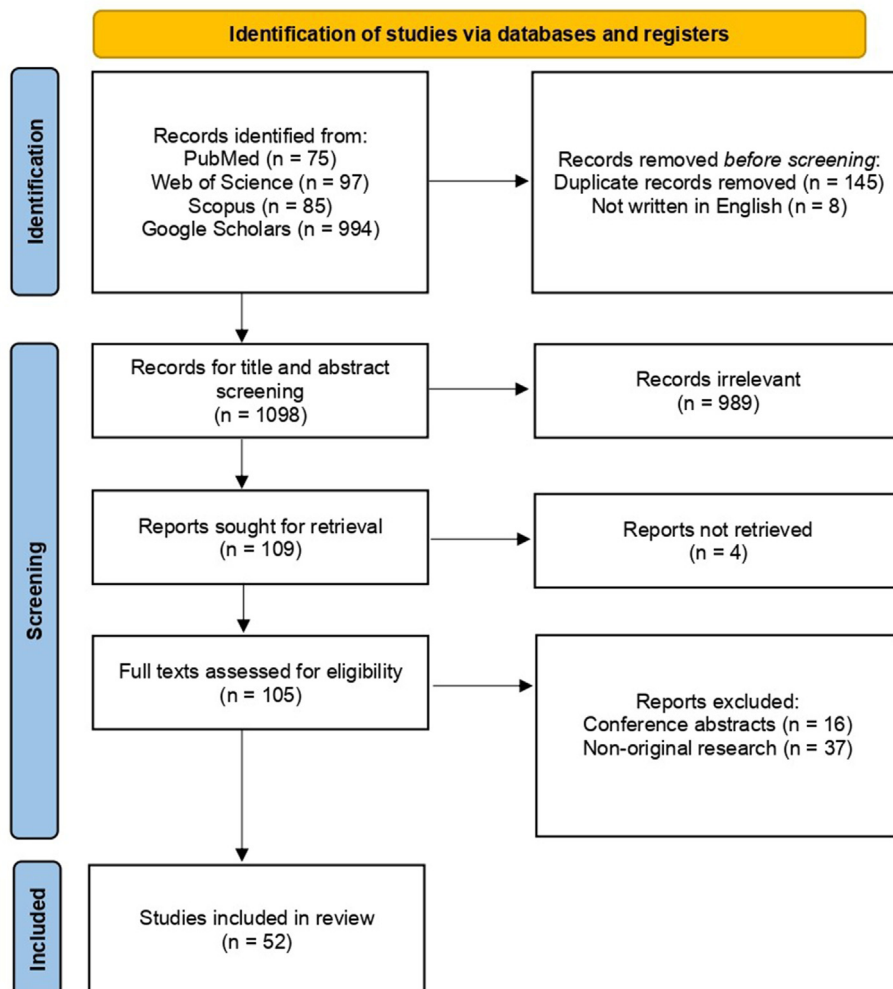 Identification of studies via databases and registers
Identification
Records identified from:
PubMed (n = 75)
Web of Science (n = 97)
Scopus (n = 85)
Google Scholars (n = 994)
Records removed before screening:
Duplicate records removed (n = 145)
Not written in English (n = 8)
Screening
Records for title and abstract
screening
(n = 1098)
Records irrelevant
(n = 989)
Reports sought for retrieval
(n = 109)
Reports not retrieved
(n = 4)
Full texts assessed for eligibility
(n = 105)
Reports excluded:
Conference abstracts (n = 16)
Non-original research (n = 37)
Included
Studies included in review
(n = 52)